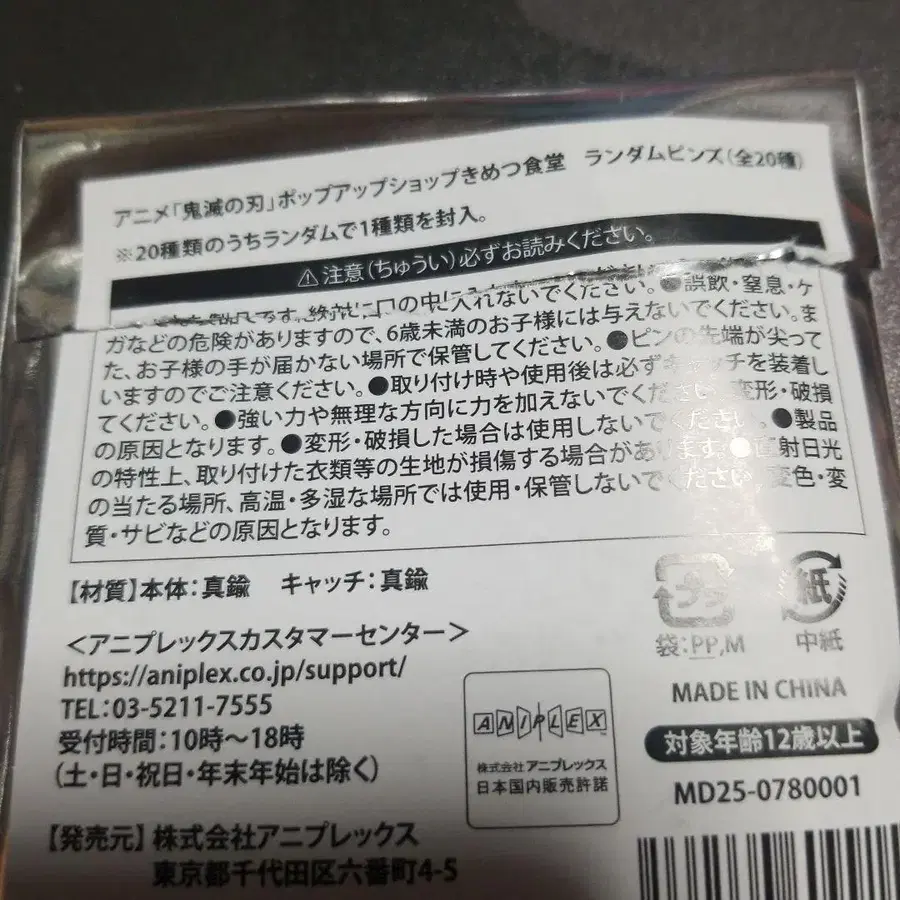 アニメ「鬼滅の刃」ポップアップショップきめつ食堂 ランダムピンズ(全20種)
※20種類のうちランダムで1種類を封入。
⚠注意(ちゅうい)必ずお読みください。
絶対に口の中に入れないでください。●誤飲・窒息・ケ
ガなどの危険がありますので、6歳未満のお子様には与えないでください。ま
た、お子様の手が届かない場所で保管してください。●ピンの先端が尖って
いますのでご注意ください。●取り付け時や使用後は必ずキャッチを装着し
てください。●強い力や無理な方向に力を加えないでください。変形・破損
の原因となります。●変形・破損した場合は使用しないでください。●製品
の特性上、取り付けた衣類等の生地が損傷する場合があります。●直射日光
の当たる場所、高温・多湿な場所では使用・保管しないでください。変色・変
質・サビなどの原因となります。
【材質】本体:真鍮 キャッチ:真鍮
<アニプレックスカスタマーセンター>
https://aniplex.co.jp/support/
TEL:03-5211-7555
受付時間:10時〜18時
(土・日・祝日・年末年始は除く)
【発売元】株式会社アニプレックス
東京都千代田区六番町4-5
ANIPLEX
株式会社 アニプレックス
日本国内販売許諾
プラ
袋:PP,M
紙
中紙
MADE IN CHINA
対象年齢12歳以上
MD25-0780001